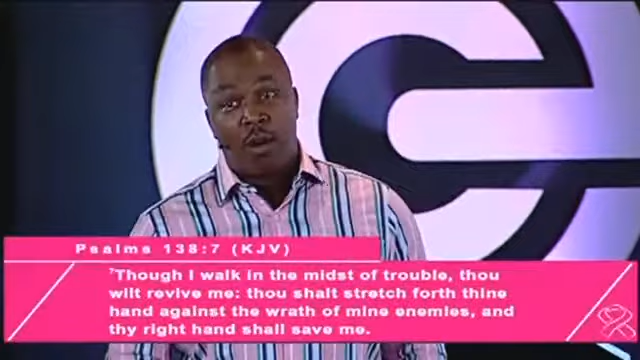 Psalms 138:7 (KJV)
7Though I walk in the midst of trouble, thou
wilt revive me: thou shalt stretch forth thine
hand against the wrath of mine enemies, and
thy right hand shall save me.